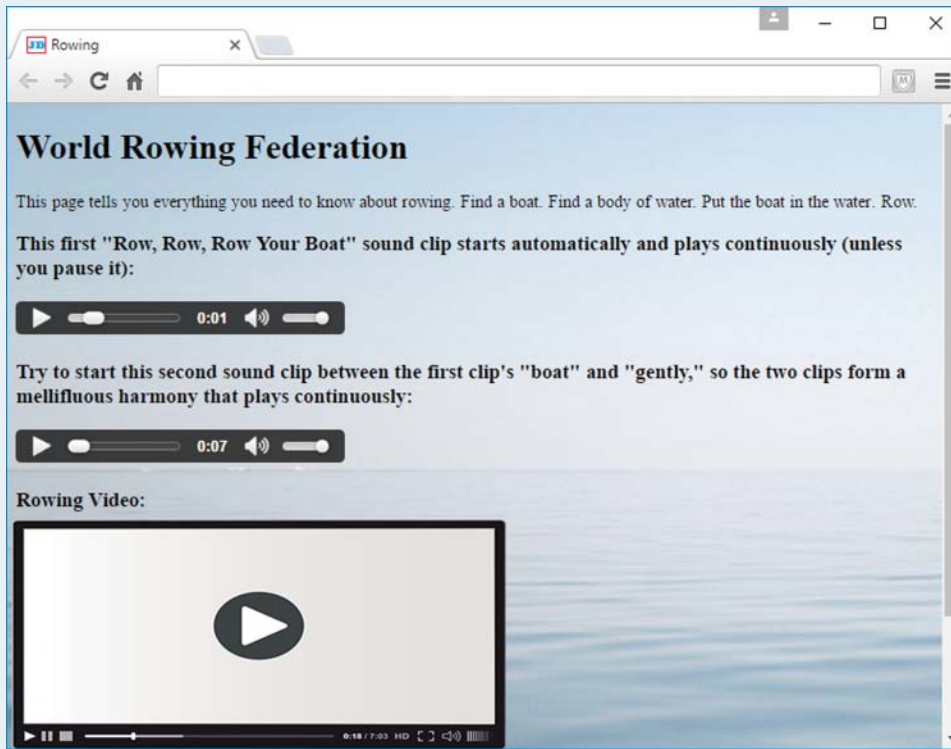 JD Rowing
World Rowing Federation
This page tells you everything you need to know about rowing. Find a boat. Find a body of water. Put the boat in the water. Row.
This first "Row, Row, Row Your Boat" sound clip starts automatically and plays continuously (unless
you pause it):
0:01
Try to start this second sound clip between the first clip's "boat" and "gently," so the two clips form a
mellifluous harmony that plays continuously:
0:07
Rowing Video:
0:18 / 7:03 HD